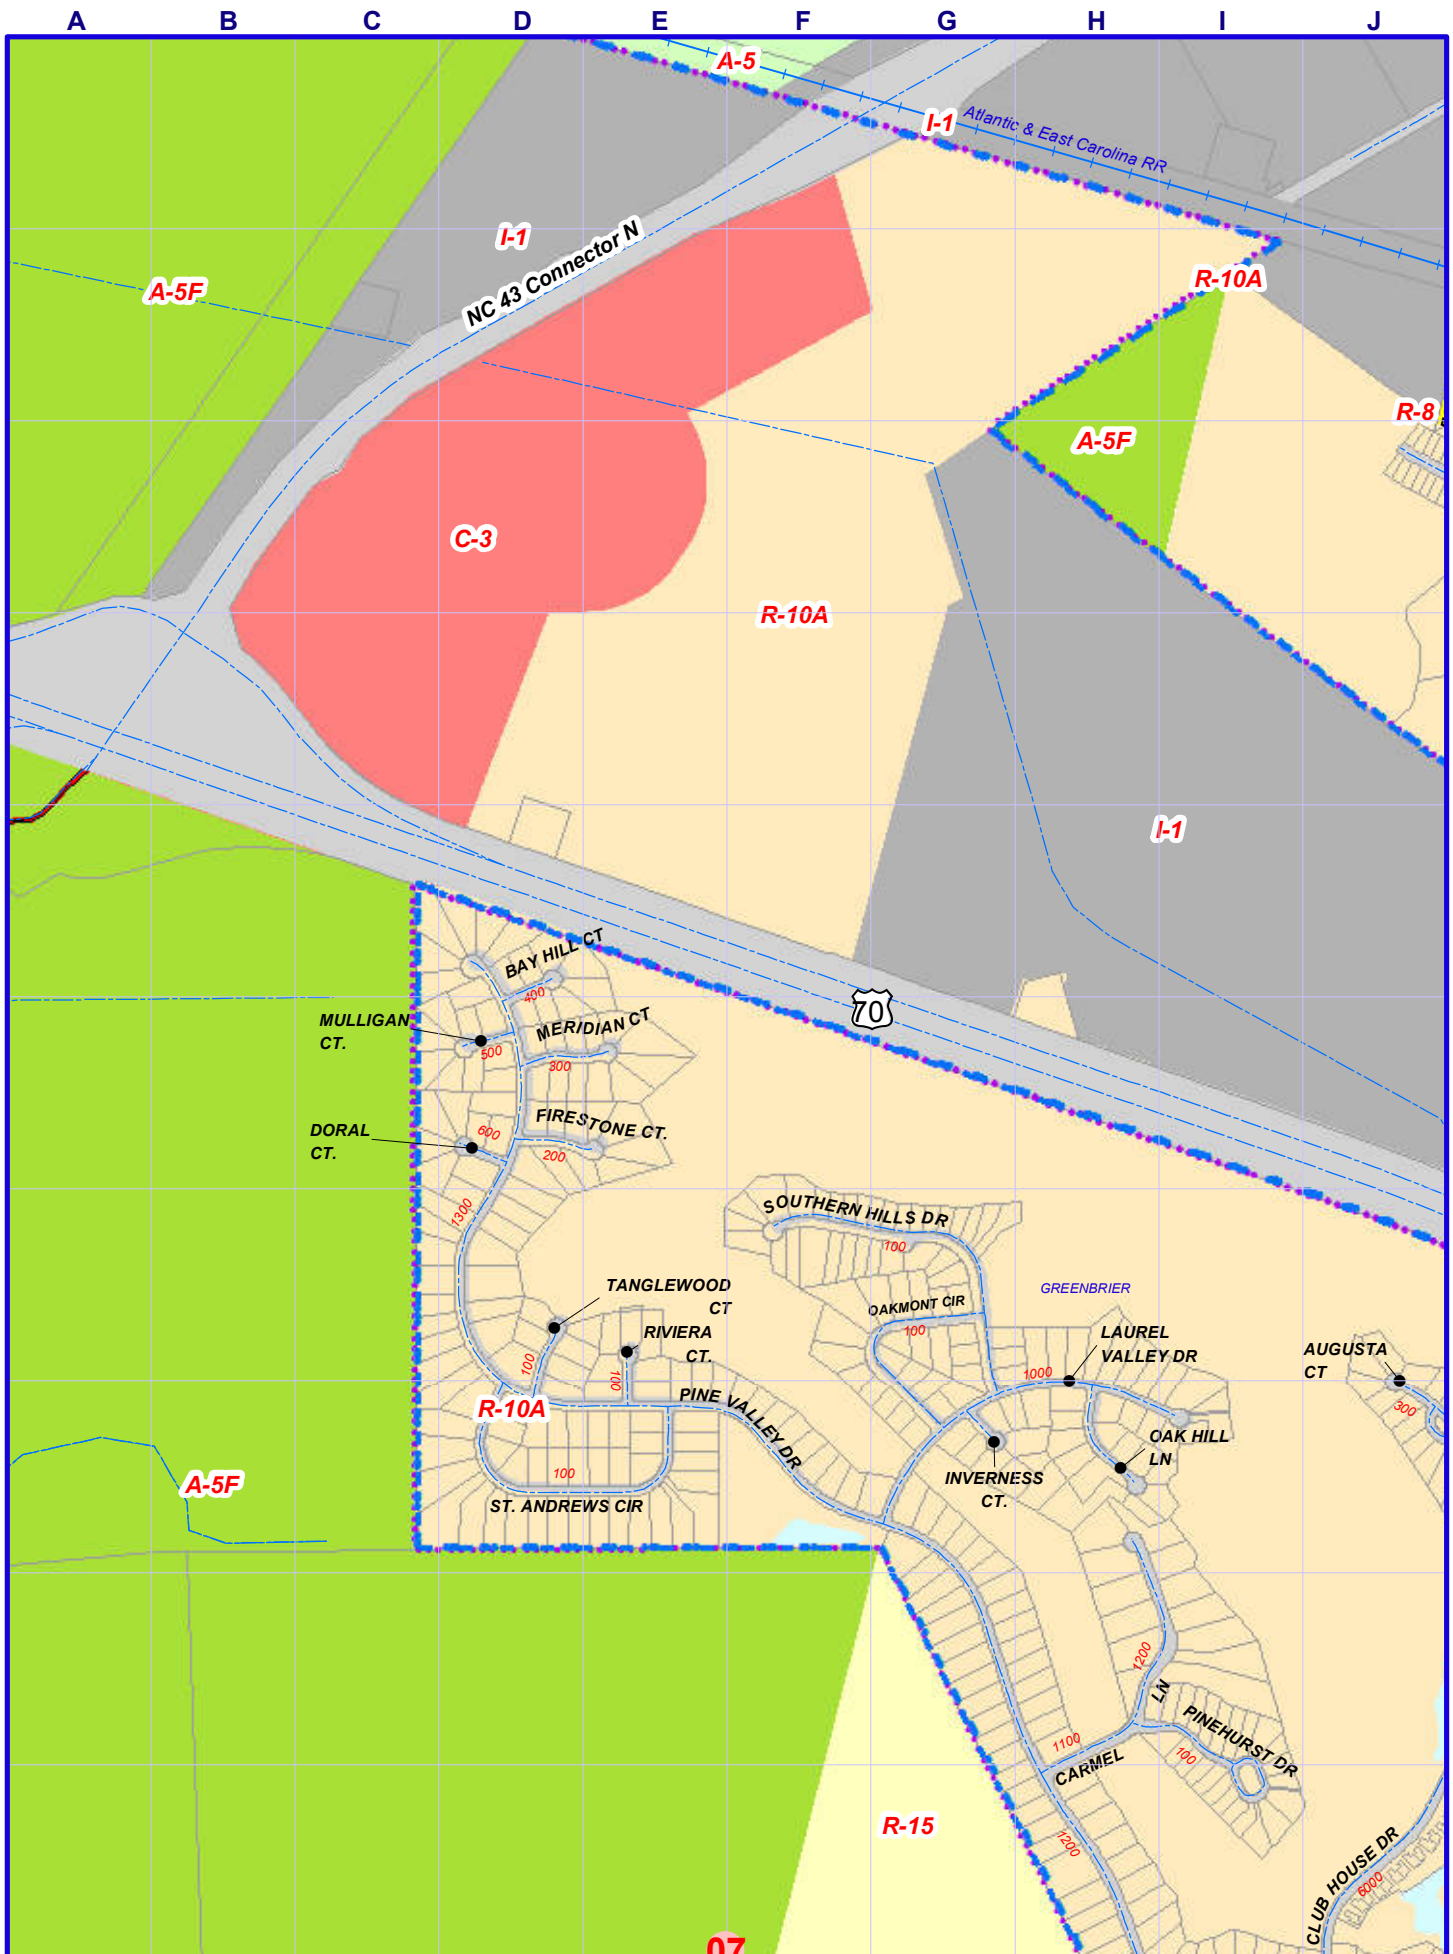 A B C D E F G H I J
A-5
I-1
Atlantic & East Carolina RR
I-1
NC 43 Connector N
A-5F
R-10A
R-8
A-5F
C-3
R-10A
I-1
BAY HILL CT
400
70
MULLIGAN
CT.
500
MERIDIAN CT
300
FIRESTONE CT.
200
DORAL
CT.
600
1300
SOUTHERN HILLS DR
100
TANGLEWOOD
CT
GREENBRIER
OAKMONT CIR
100
RIVIERA
CT.
LAUREL
VALLEY DR
AUGUSTA
CT
100
100
1000
PINE VALLEY DR
R-10A
300
OAK HILL
LN
INVERNESS
CT.
100
ST. ANDREWS CIR
A-5F
1200
LN
PINEHURST DR
100
1100
CARMEL
R-15
1200
CLUB HOUSE DR
6000
07